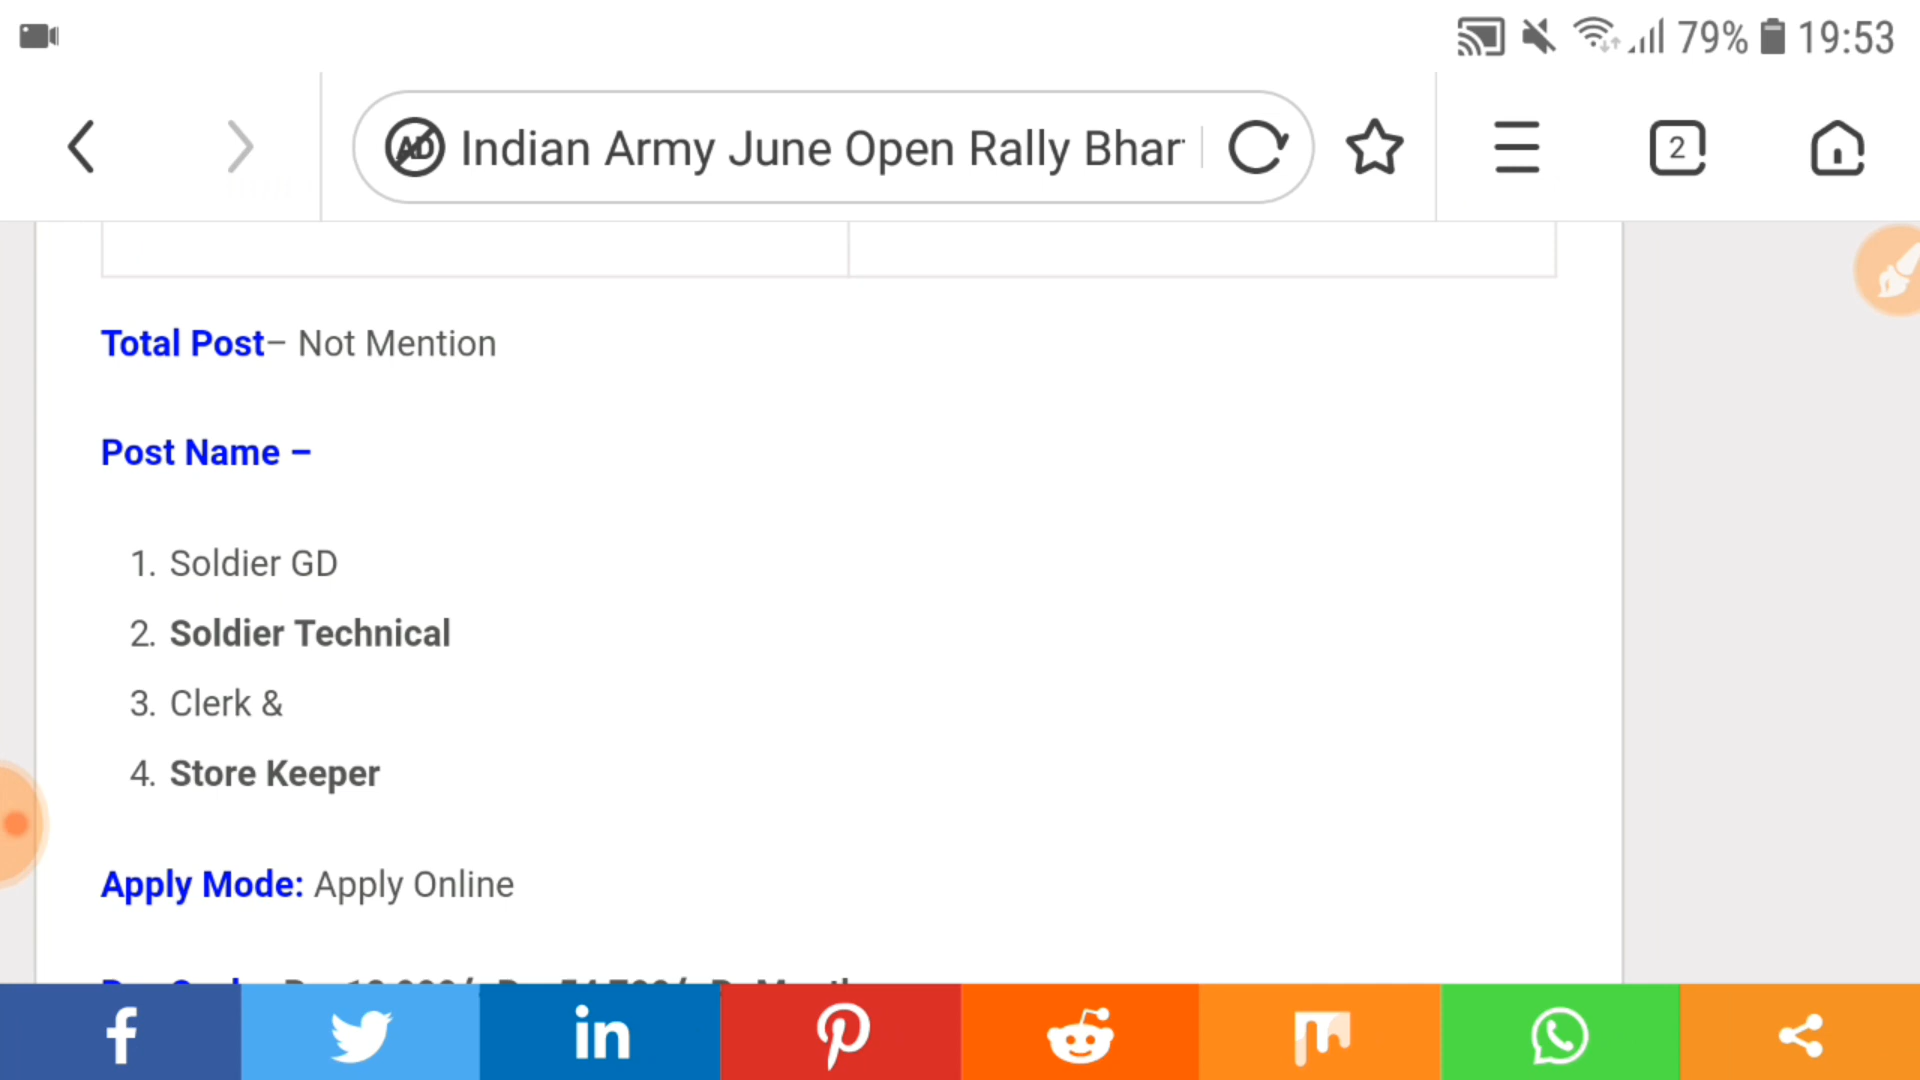 79% 19:53
AD Indian Army June Open Rally Bhar
2
Total Post– Not Mention
Post Name –
1. Soldier GD
2. Soldier Technical
3. Clerk &
4. Store Keeper
Apply Mode: Apply Online